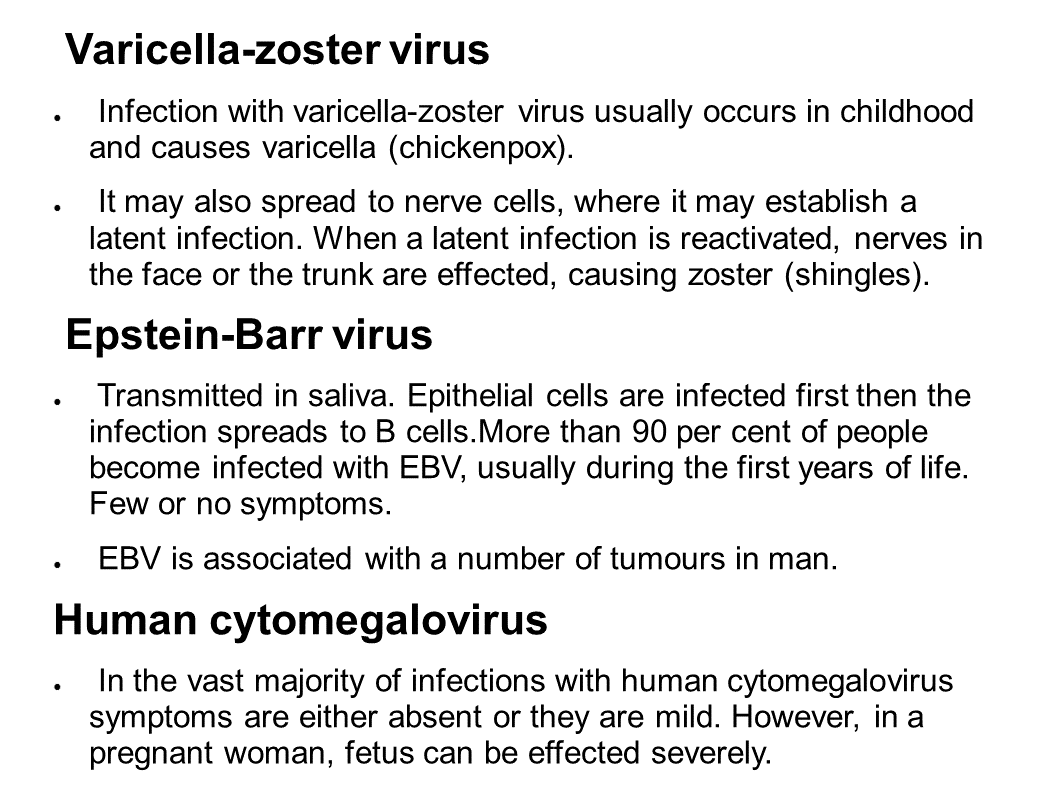 Varicella-zoster virus
● Infection with varicella-zoster virus usually occurs in childhood
and causes varicella (chickenpox).
● It may also spread to nerve cells, where it may establish a
latent infection. When a latent infection is reactivated, nerves in
the face or the trunk are effected, causing zoster (shingles).
Epstein-Barr virus
● Transmitted in saliva. Epithelial cells are infected first then the
infection spreads to B cells.More than 90 per cent of people
become infected with EBV, usually during the first years of life.
Few or no symptoms.
● EBV is associated with a number of tumours in man.
Human cytomegalovirus
● In the vast majority of infections with human cytomegalovirus
symptoms are either absent or they are mild. However, in a
pregnant woman, fetus can be effected severely.